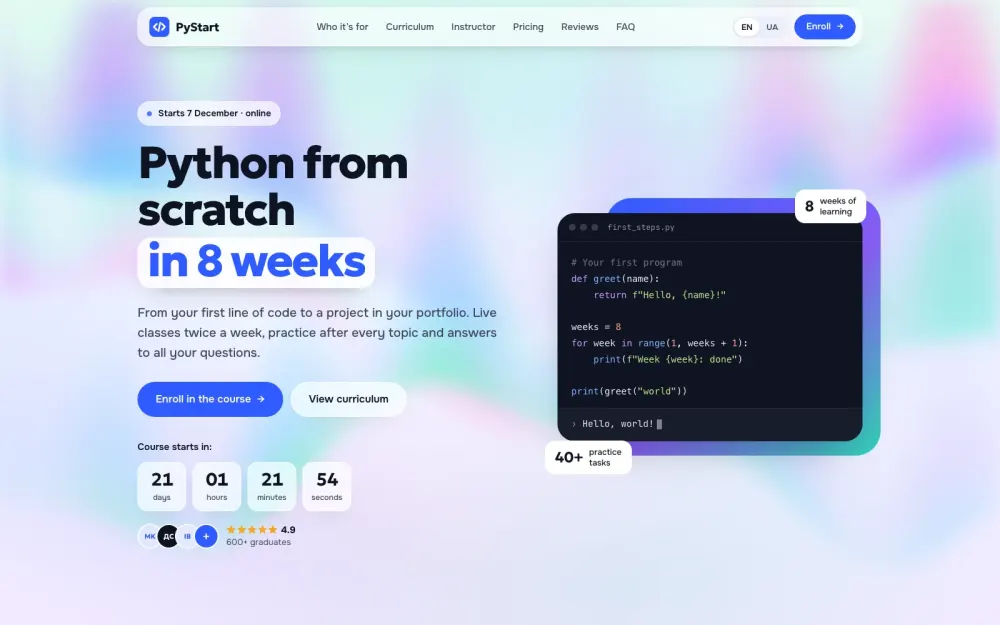 PyStart
Who it's for Curriculum Instructor Pricing Reviews FAQ
EN UA
Enroll →
Starts 7 December · online
Python from
scratch
in 8 weeks
From your first line of code to a project in your portfolio. Live
classes twice a week, practice after every topic and answers
to all your questions.
Enroll in the course →
View curriculum
Course starts in:
21 01 21 54
days hours minutes seconds
МК ДС ІВ +
★★★★★ 4.9
600+ graduates
8 weeks of
learning
first_steps.py
# Your first program
def greet(name):
    return f"Hello, {name}!"
weeks = 8
for week in range(1, weeks + 1):
    print(f"Week {week}: done")
print(greet("world"))
› Hello, world!
40+ practice
tasks